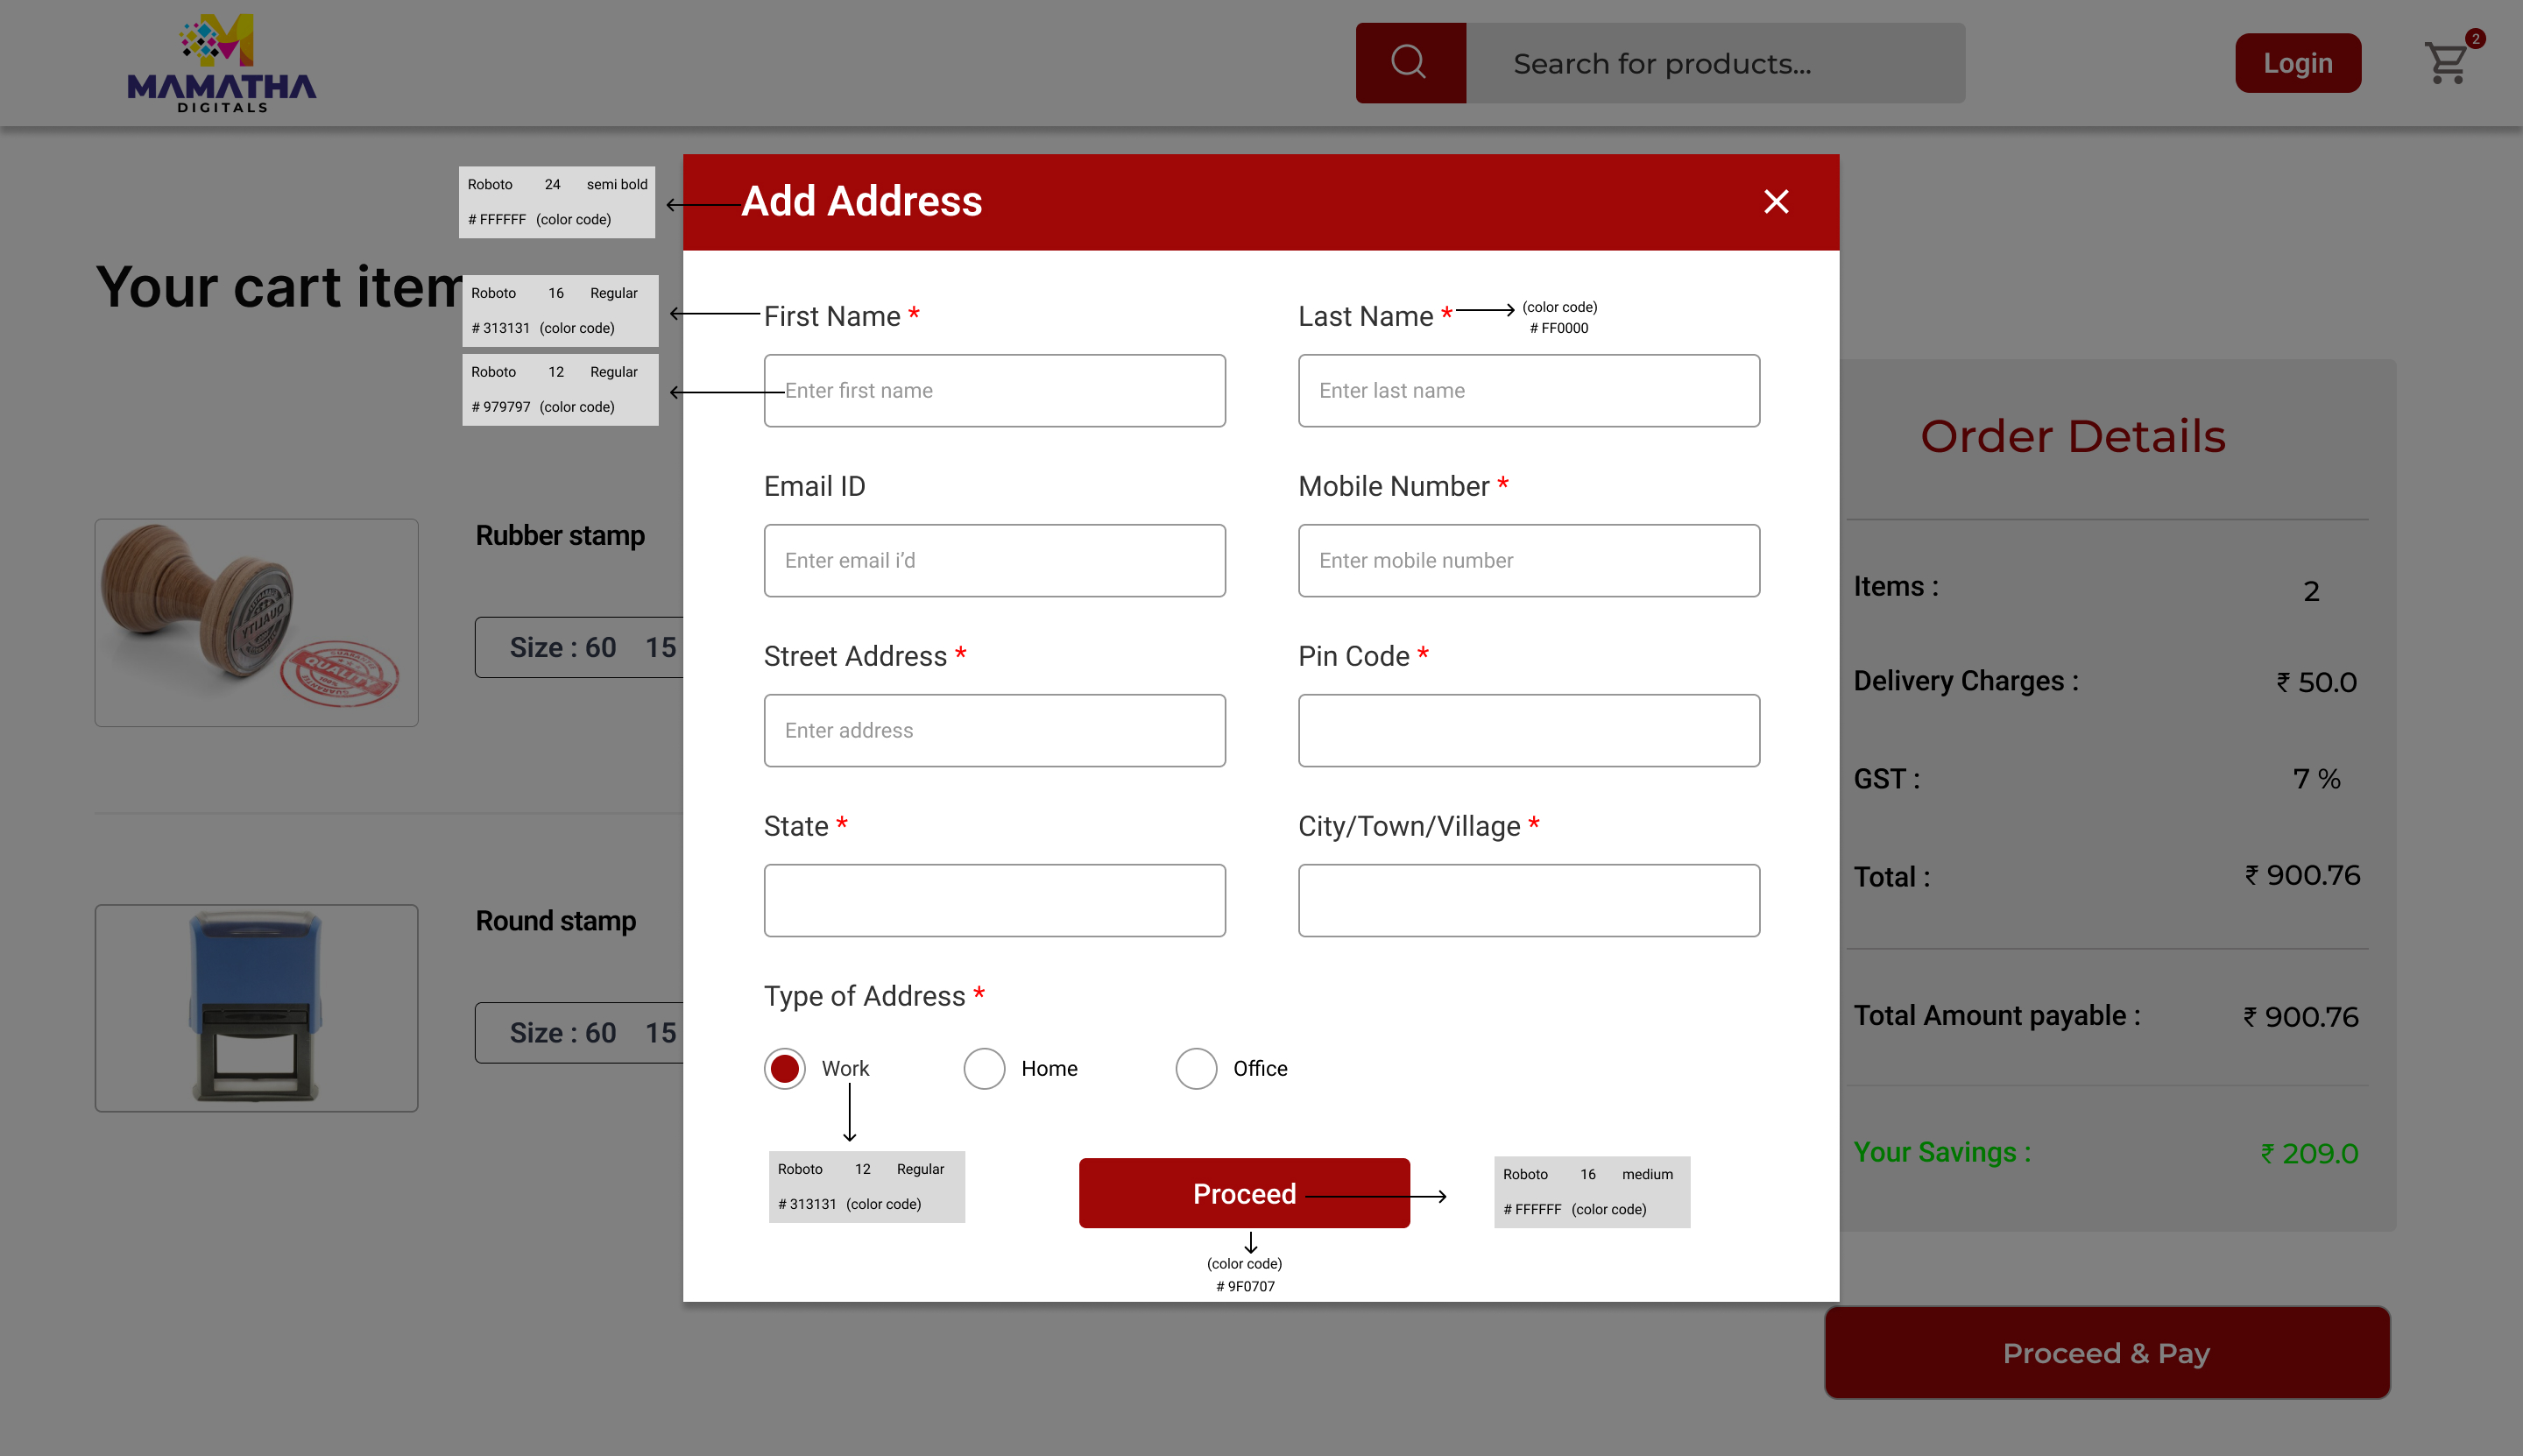 MAMATHA
DIGITALS
Search for products...
Login
2
Roboto 24 semi bold
# FFFFFF (color code)
Add Address
Your cart item
Roboto 16 Regular
# 313131 (color code)
First Name *
Last Name *
(color code)
# FF0000
Roboto 12 Regular
# 979797 (color code)
Enter first name
Enter last name
Order Details
Email ID
Mobile Number *
Enter email i'd
Enter mobile number
Rubber stamp
Size : 60 15
QUALITY
Items : 2
Street Address *
Pin Code *
Delivery Charges : ₹ 50.0
Enter address
GST : 7 %
State *
City/Town/Village *
Total : ₹ 900.76
Round stamp
Size : 60 15
Type of Address *
Total Amount payable : ₹ 900.76
Work
Home
Office
Your Savings : ₹ 209.0
Roboto 12 Regular
# 313131 (color code)
Proceed
Roboto 16 medium
# FFFFFF (color code)
(color code)
# 9F0707
Proceed & Pay